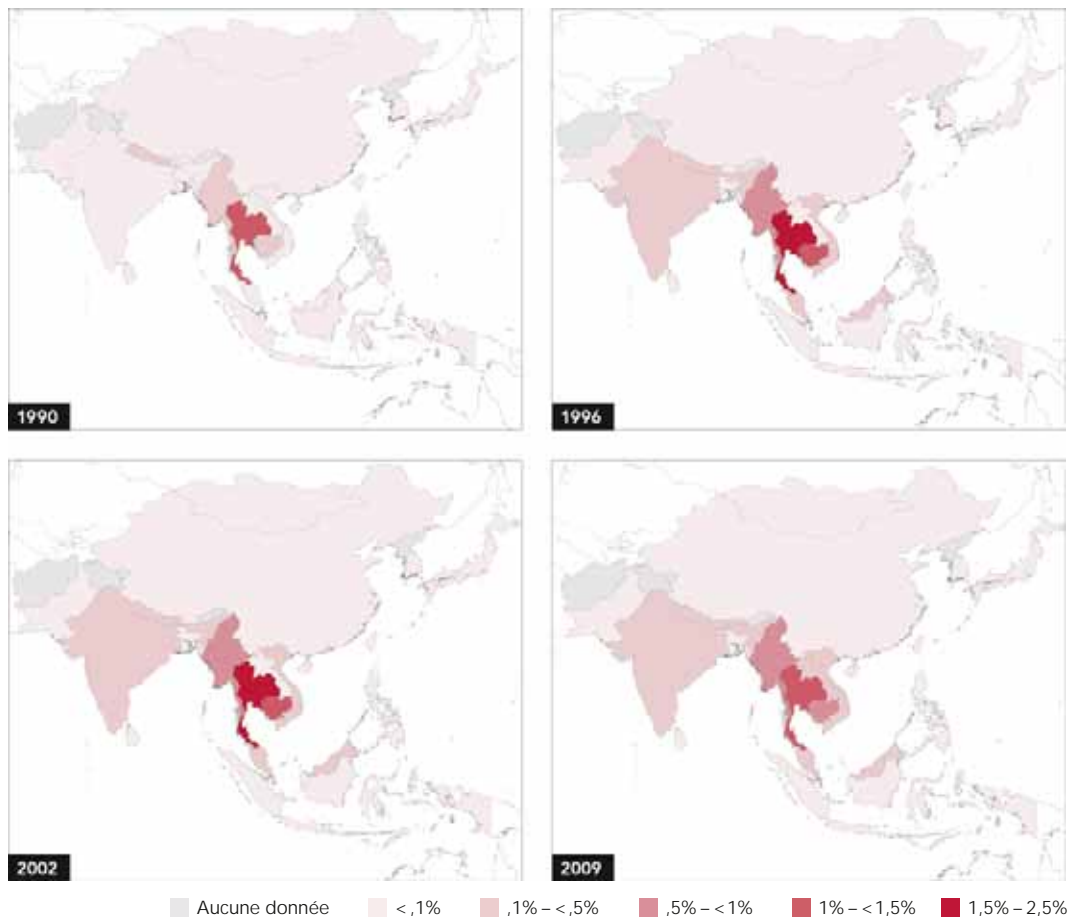 1990
1996
2002
2009
Aucune donnée
< ,1%
,1% – < ,5%
,5% – < 1%
1% – < 1,5%
1,5% – 2,5%